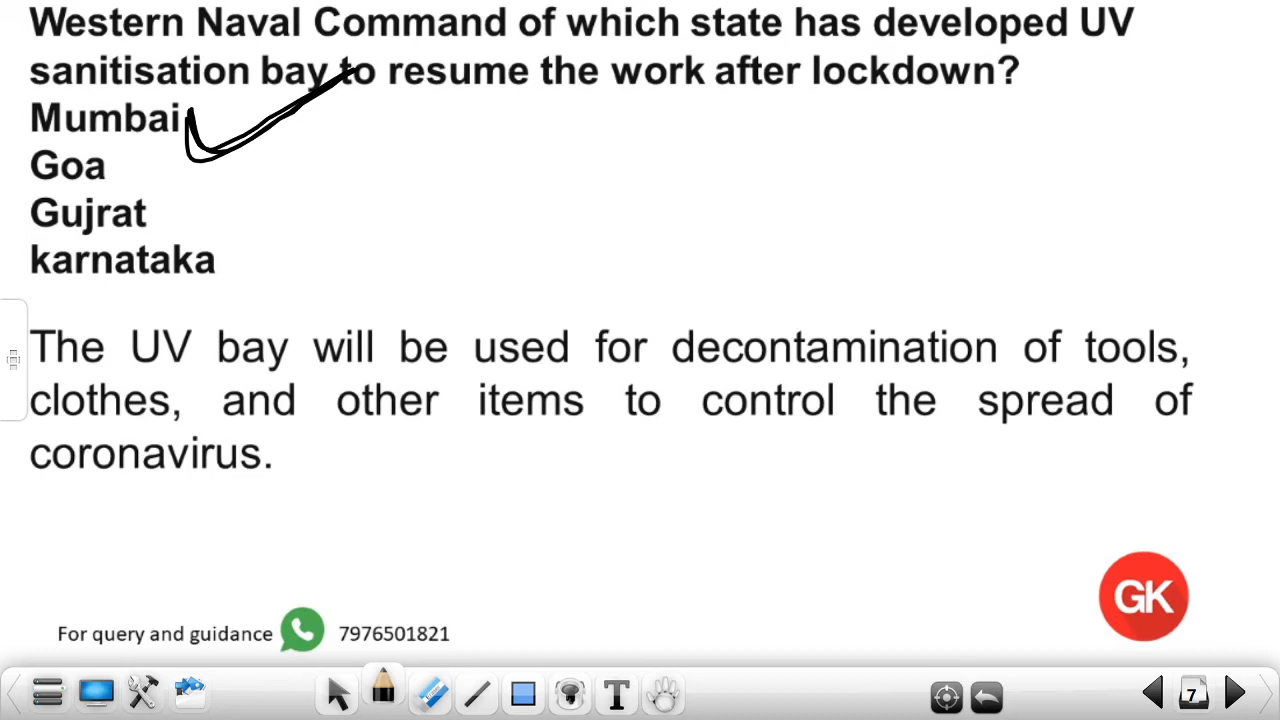 Western Naval Command of which state has developed UV
sanitisation bay to resume the work after lockdown?
Mumbai
Goa
Gujrat
karnataka
The UV bay will be used for decontamination of tools,
clothes, and other items to control the spread of
coronavirus.
GK
For query and guidance 7976501821
T
7